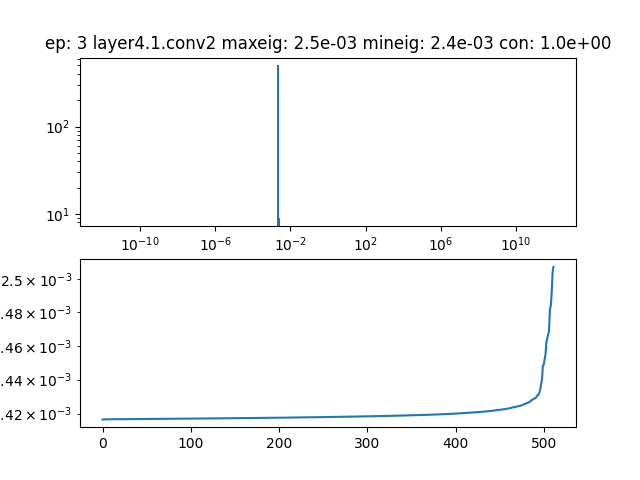 ep: 3 layer4.1.conv2 maxeig: 2.5e-03 mineig: 2.4e-03 con: 1.0e+00
10²
10¹
10⁻¹⁰ 10⁻⁶ 10⁻² 10² 10⁶ 10¹⁰
2.5 × 10⁻³
.48 × 10⁻³
.46 × 10⁻³
.44 × 10⁻³
.42 × 10⁻³
0 100 200 300 400 500